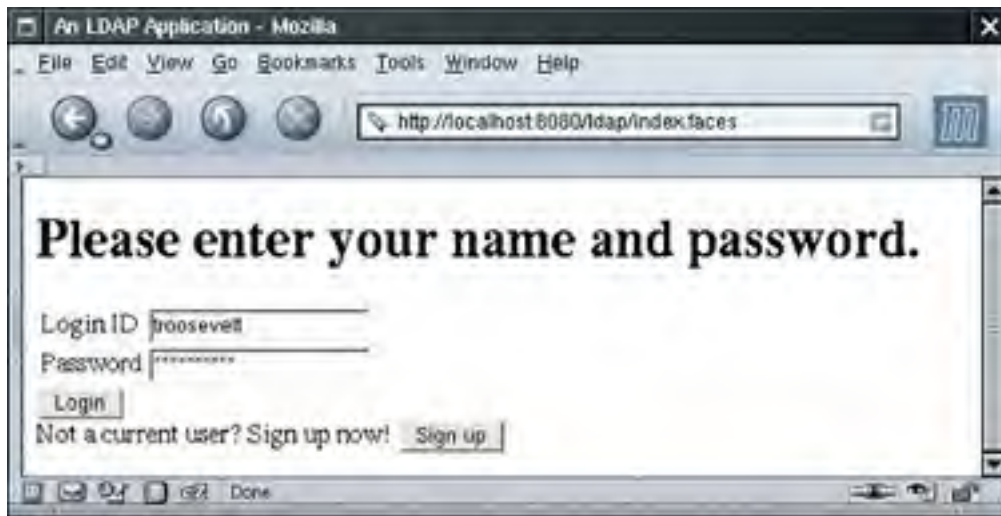 An LDAP Application - Mozilla
File Edit View Go Bookmarks Tools Window Help
http://localhost:8080/ldap/index.faces
Please enter your name and password.
Login ID troosevelt
Password **********
Login
Not a current user? Sign up now! Sign up
Done